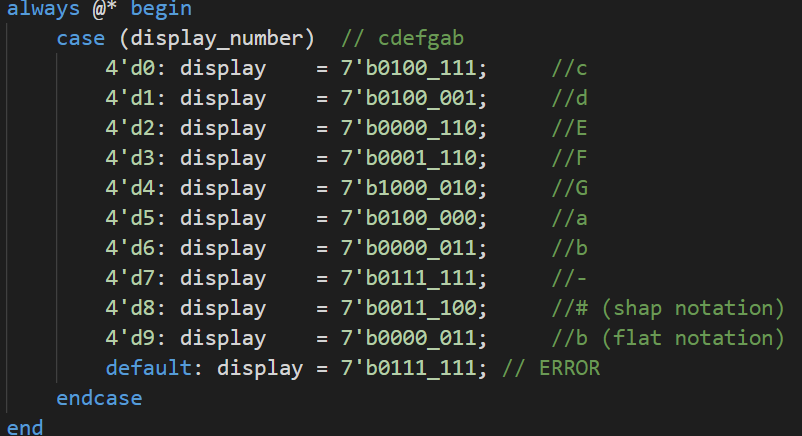 always @* begin
case (display_number) // cdefgab
4'd0: display = 7'b0100_111; //c
4'd1: display = 7'b0100_001; //d
4'd2: display = 7'b0000_110; //E
4'd3: display = 7'b0001_110; //F
4'd4: display = 7'b1000_010; //G
4'd5: display = 7'b0100_000; //a
4'd6: display = 7'b0000_011; //b
4'd7: display = 7'b0111_111; //-
4'd8: display = 7'b0011_100; //# (shap notation)
4'd9: display = 7'b0000_011; //b (flat notation)
default: display = 7'b0111_111; // ERROR
endcase
end